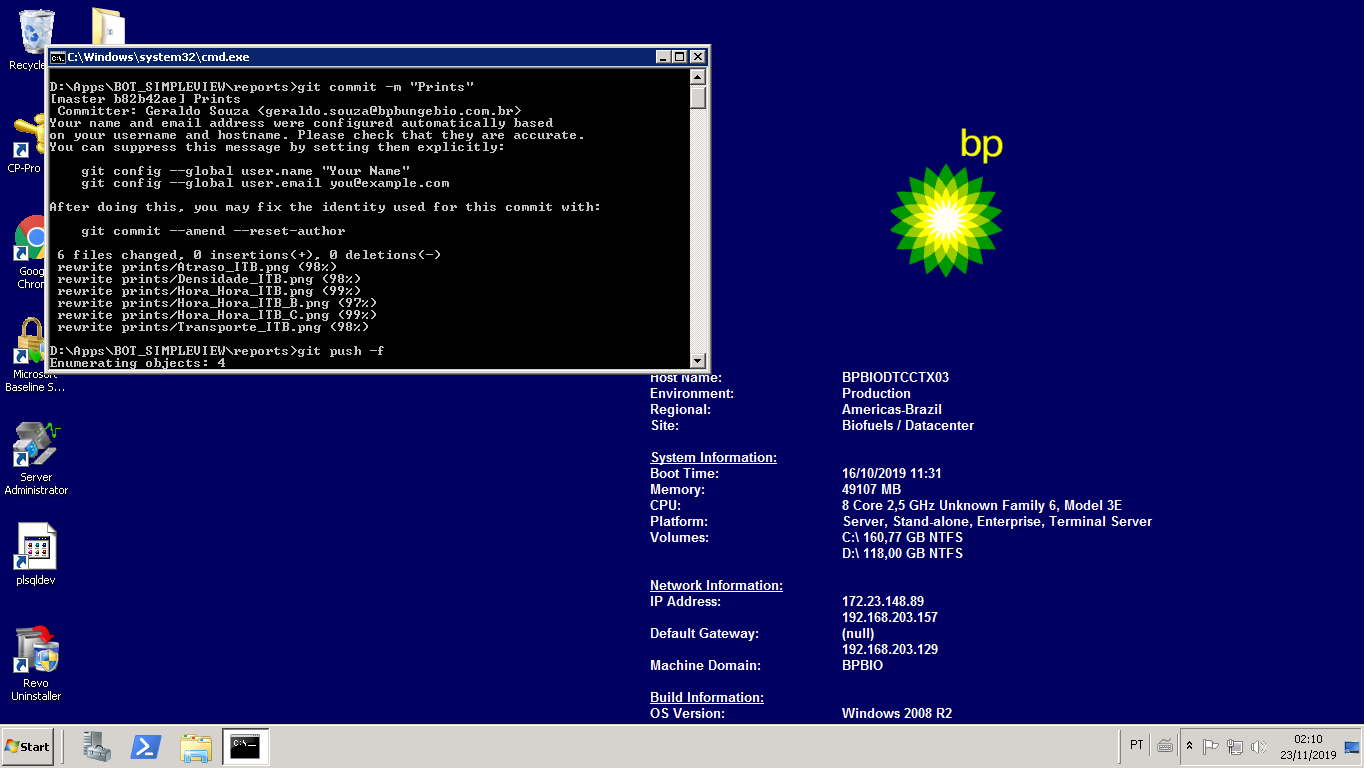 Recycle
CP-Pro
Goog
Chron
Microsoft
Baseline S...
Server
Administrator
plsqldev
Revo
Uninstaller
C:\Windows\system32\cmd.exe
D:\Apps\BOT_SIMPLEVIEW\reports>git commit -m "Prints"
[master b82b42ae] Prints
Committer: Geraldo Souza <geraldo.souza@bpbungebio.com.br>
Your name and email address were configured automatically based
on your username and hostname. Please check that they are accurate.
You can suppress this message by setting them explicitly:
git config --global user.name "Your Name"
git config --global user.email you@example.com
After doing this, you may fix the identity used for this commit with:
git commit --amend --reset-author
6 files changed, 0 insertions(+), 0 deletions(-)
rewrite prints/Atraso_ITB.png (98%)
rewrite prints/Densidade_ITB.png (98%)
rewrite prints/Hora_Hora_ITB.png (99%)
rewrite prints/Hora_Hora_ITB_B.png (97%)
rewrite prints/Hora_Hora_ITB_C.png (99%)
rewrite prints/Transporte_ITB.png (98%)
D:\Apps\BOT_SIMPLEVIEW\reports>git push -f
Enumerating objects: 4
bp
Host Name: BPBIODTCCTX03
Environment: Production
Regional: Americas-Brazil
Site: Biofuels / Datacenter
System Information:
Boot Time: 16/10/2019 11:31
Memory: 49107 MB
CPU: 8 Core 2,5 GHz Unknown Family 6, Model 3E
Platform: Server, Stand-alone, Enterprise, Terminal Server
Volumes: C:\ 160,77 GB NTFS
D:\ 118,00 GB NTFS
Network Information:
IP Address: 172.23.148.89
192.168.203.157
Default Gateway: (null)
192.168.203.129
Machine Domain: BPBIO
Build Information:
OS Version: Windows 2008 R2
Start
PT
02:10
23/11/2019